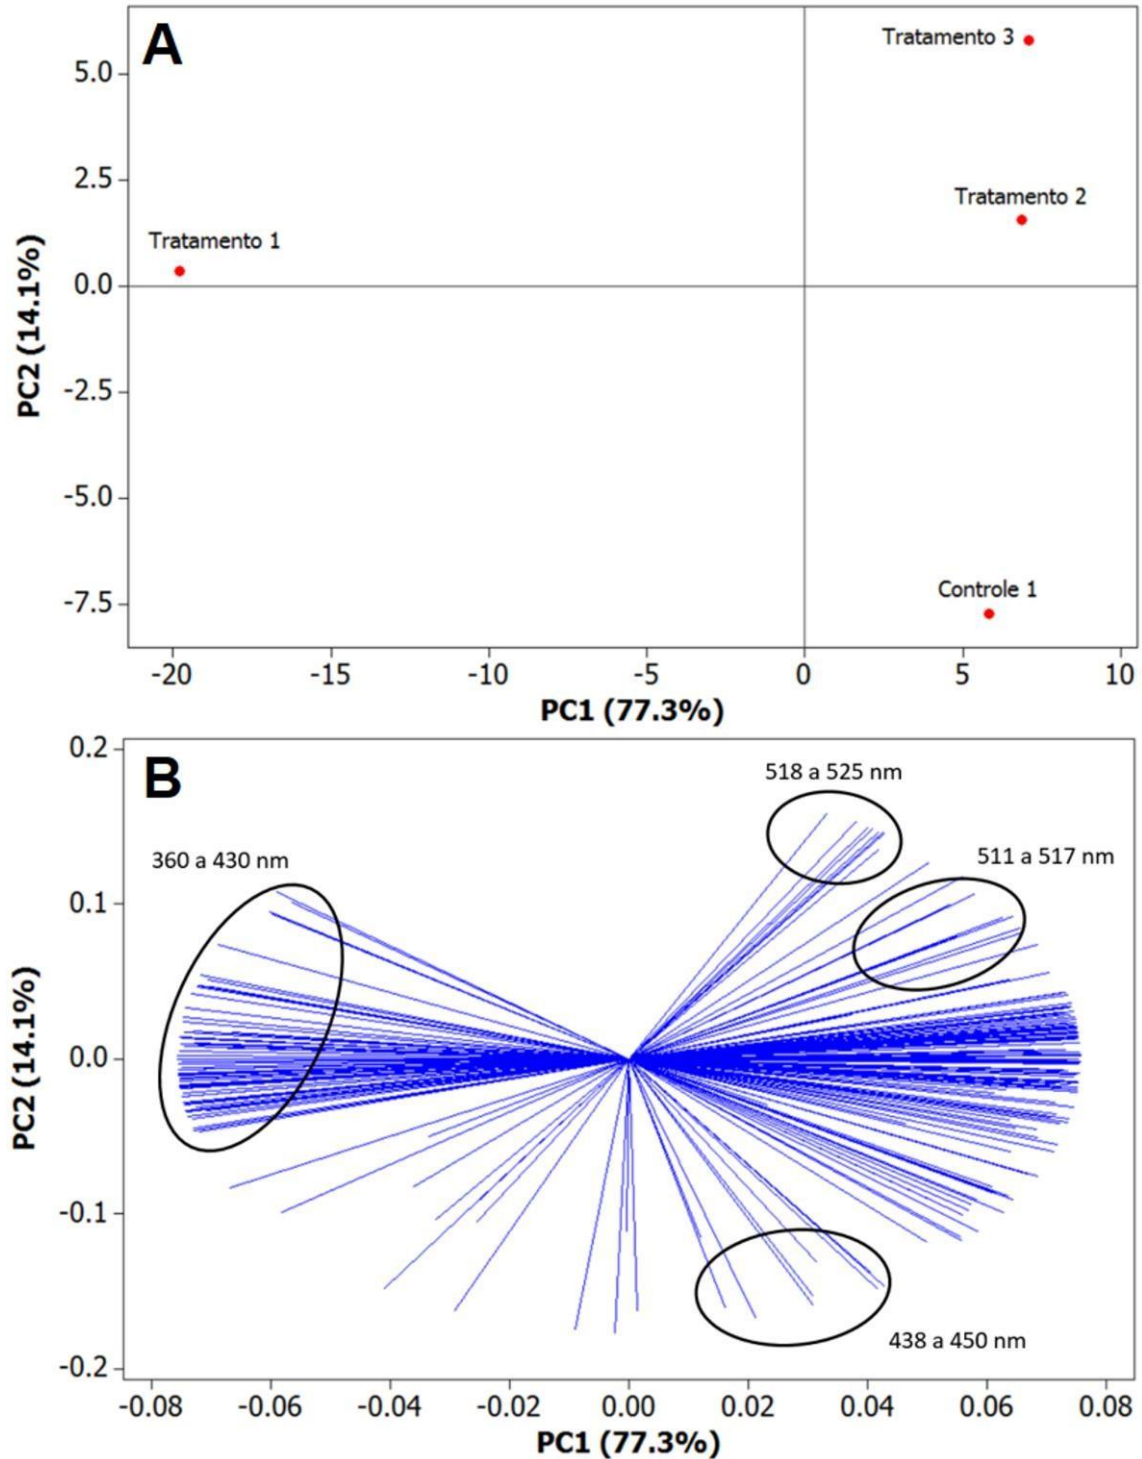 A
Tratamento 3
5.0
2.5
Tratamento 2
Tratamento 1
0.0
PC2 (14.1%)
-2.5
-5.0
Controle 1
-7.5
-20 -15 -10 -5 0 5 10
PC1 (77.3%)
0.2
B
518 a 525 nm
360 a 430 nm
511 a 517 nm
0.1
0.0
PC2 (14.1%)
-0.1
438 a 450 nm
-0.2
-0.08 -0.06 -0.04 -0.02 0.00 0.02 0.04 0.06 0.08
PC1 (77.3%)